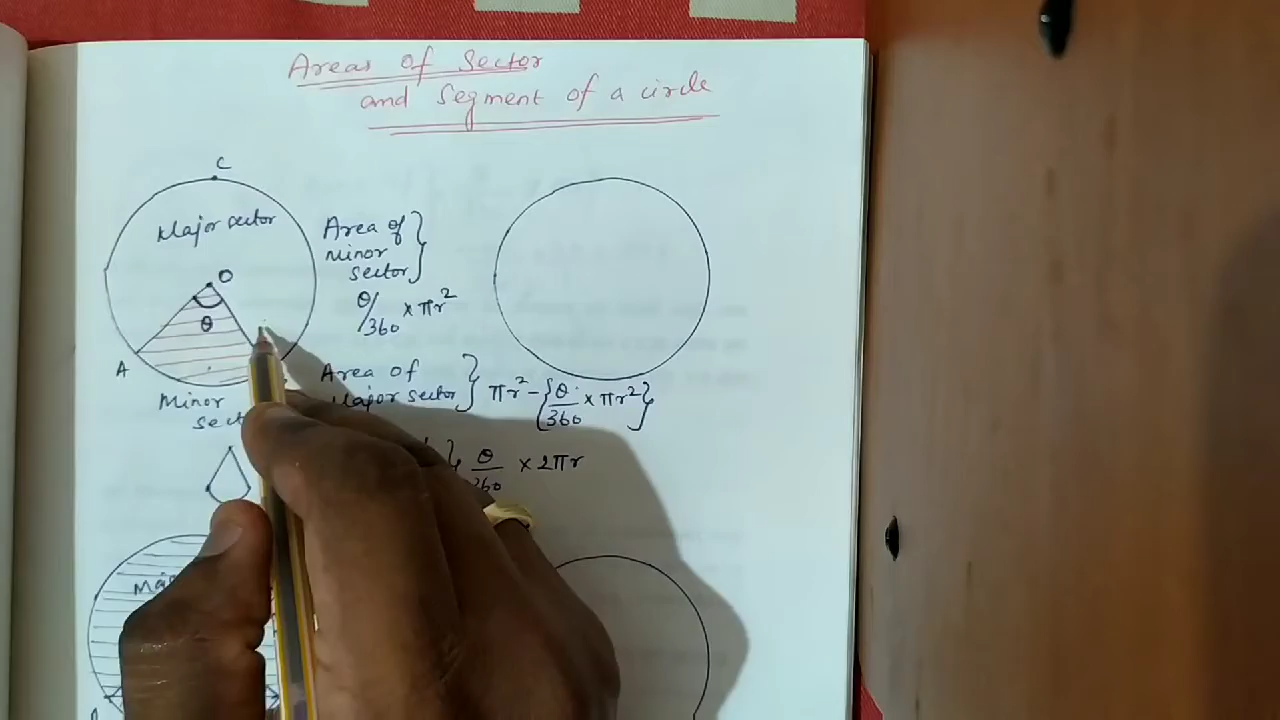 Areas of Sector
and Segment of a circle
C
Major sector
O
θ
A
Minor
Area of
Minor
sector }
θ/360 × πr²
Area of
Major sector } πr² - {θ/360 × πr²}
θ/360 × 2πr